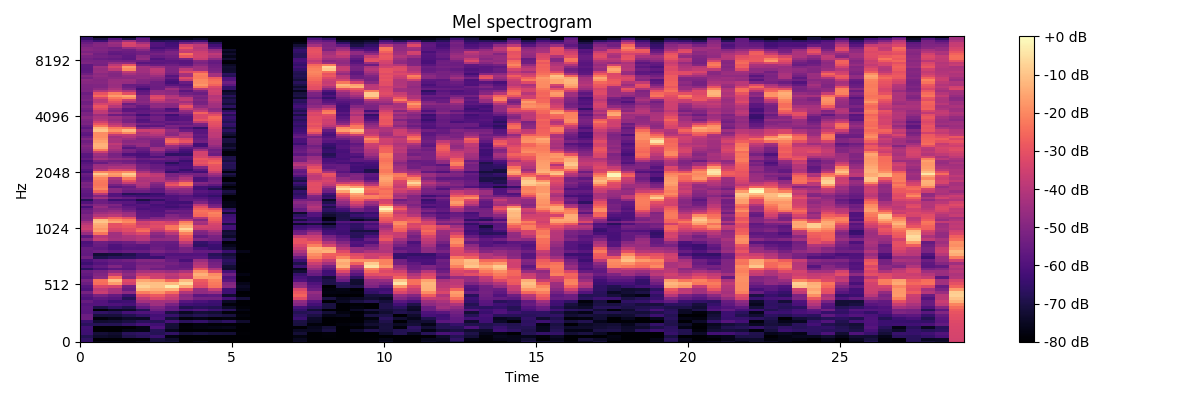 Mel spectrogram
8192
4096
2048
1024
512
0
Hz
0 5 10 15 20 25
Time
+0 dB
-10 dB
-20 dB
-30 dB
-40 dB
-50 dB
-60 dB
-70 dB
-80 dB